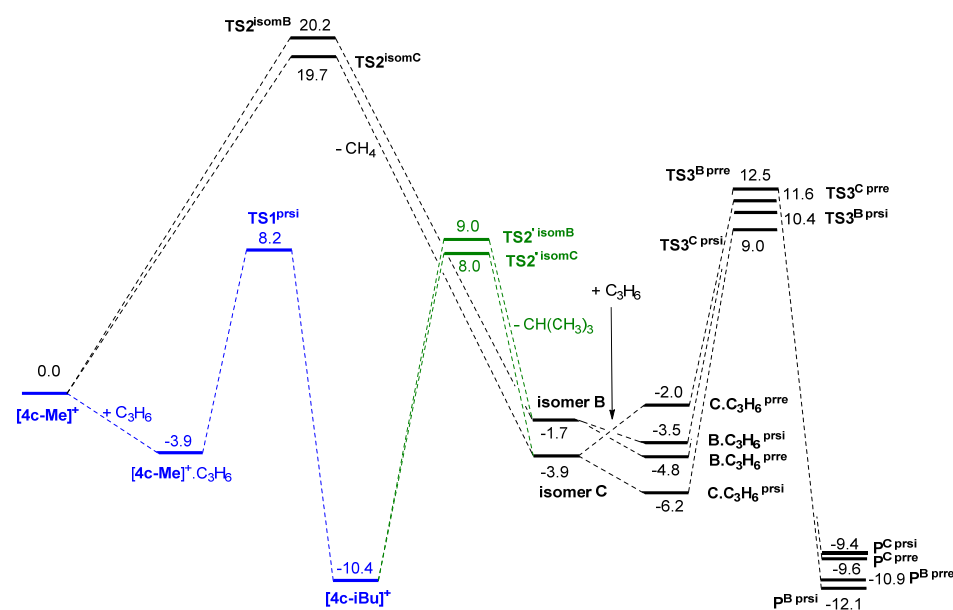 TS2isomB 20.2
TS2isomC
19.7
- CH4
TS1prsi
8.2
0.0
[4c-Me]+
+ C3H6
-3.9
[4c-Me]+.C3H6
-10.4
[4c-iBu]+
9.0
TS2'isomB
TS2'isomC
8.0
- CH(CH3)3
+ C3H6
isomer B
-1.7
-3.9
isomer C
TS3B prre 12.5
11.6 TS3C prre
10.4 TS3B prsi
TS3C prsi 9.0
-2.0
C.C3H6prre
-3.5
B.C3H6prsi
-4.8
B.C3H6prre
-6.2
C.C3H6prsi
-9.4
PC prsi
PC prre
-9.6
-10.9 PB prre
PB prsi -12.1